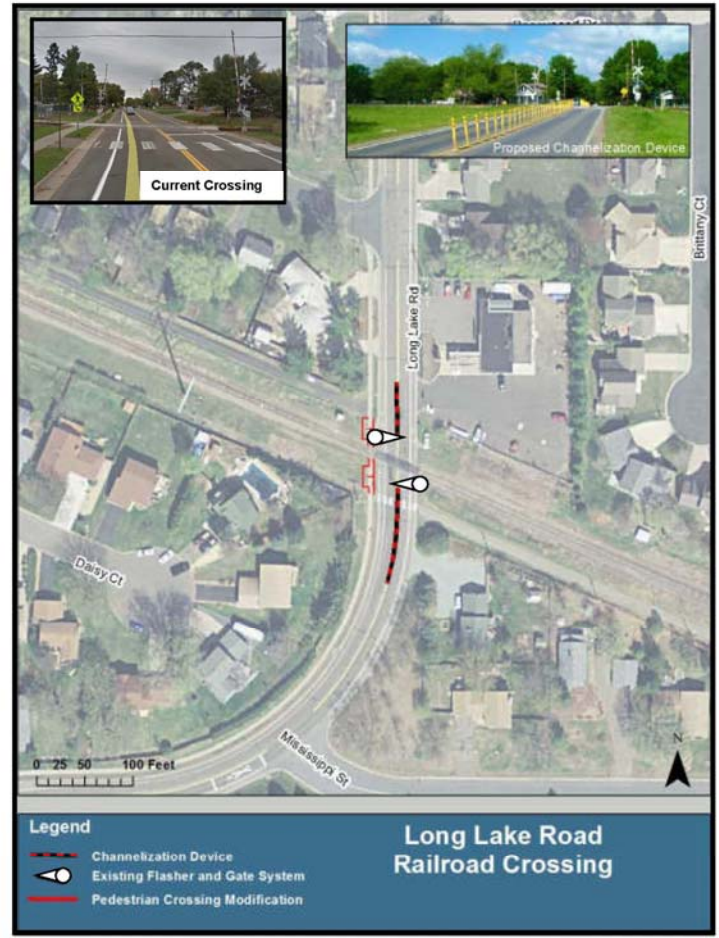 Current Crossing
Proposed Channelization Device
Brittany Ct
Long Lake Rd
Daisy Ct
Mississippi St
0 25 50 100 Feet
N
Legend
Channelization Device
Existing Flasher and Gate System
Pedestrian Crossing Modification
Long Lake Road
Railroad Crossing